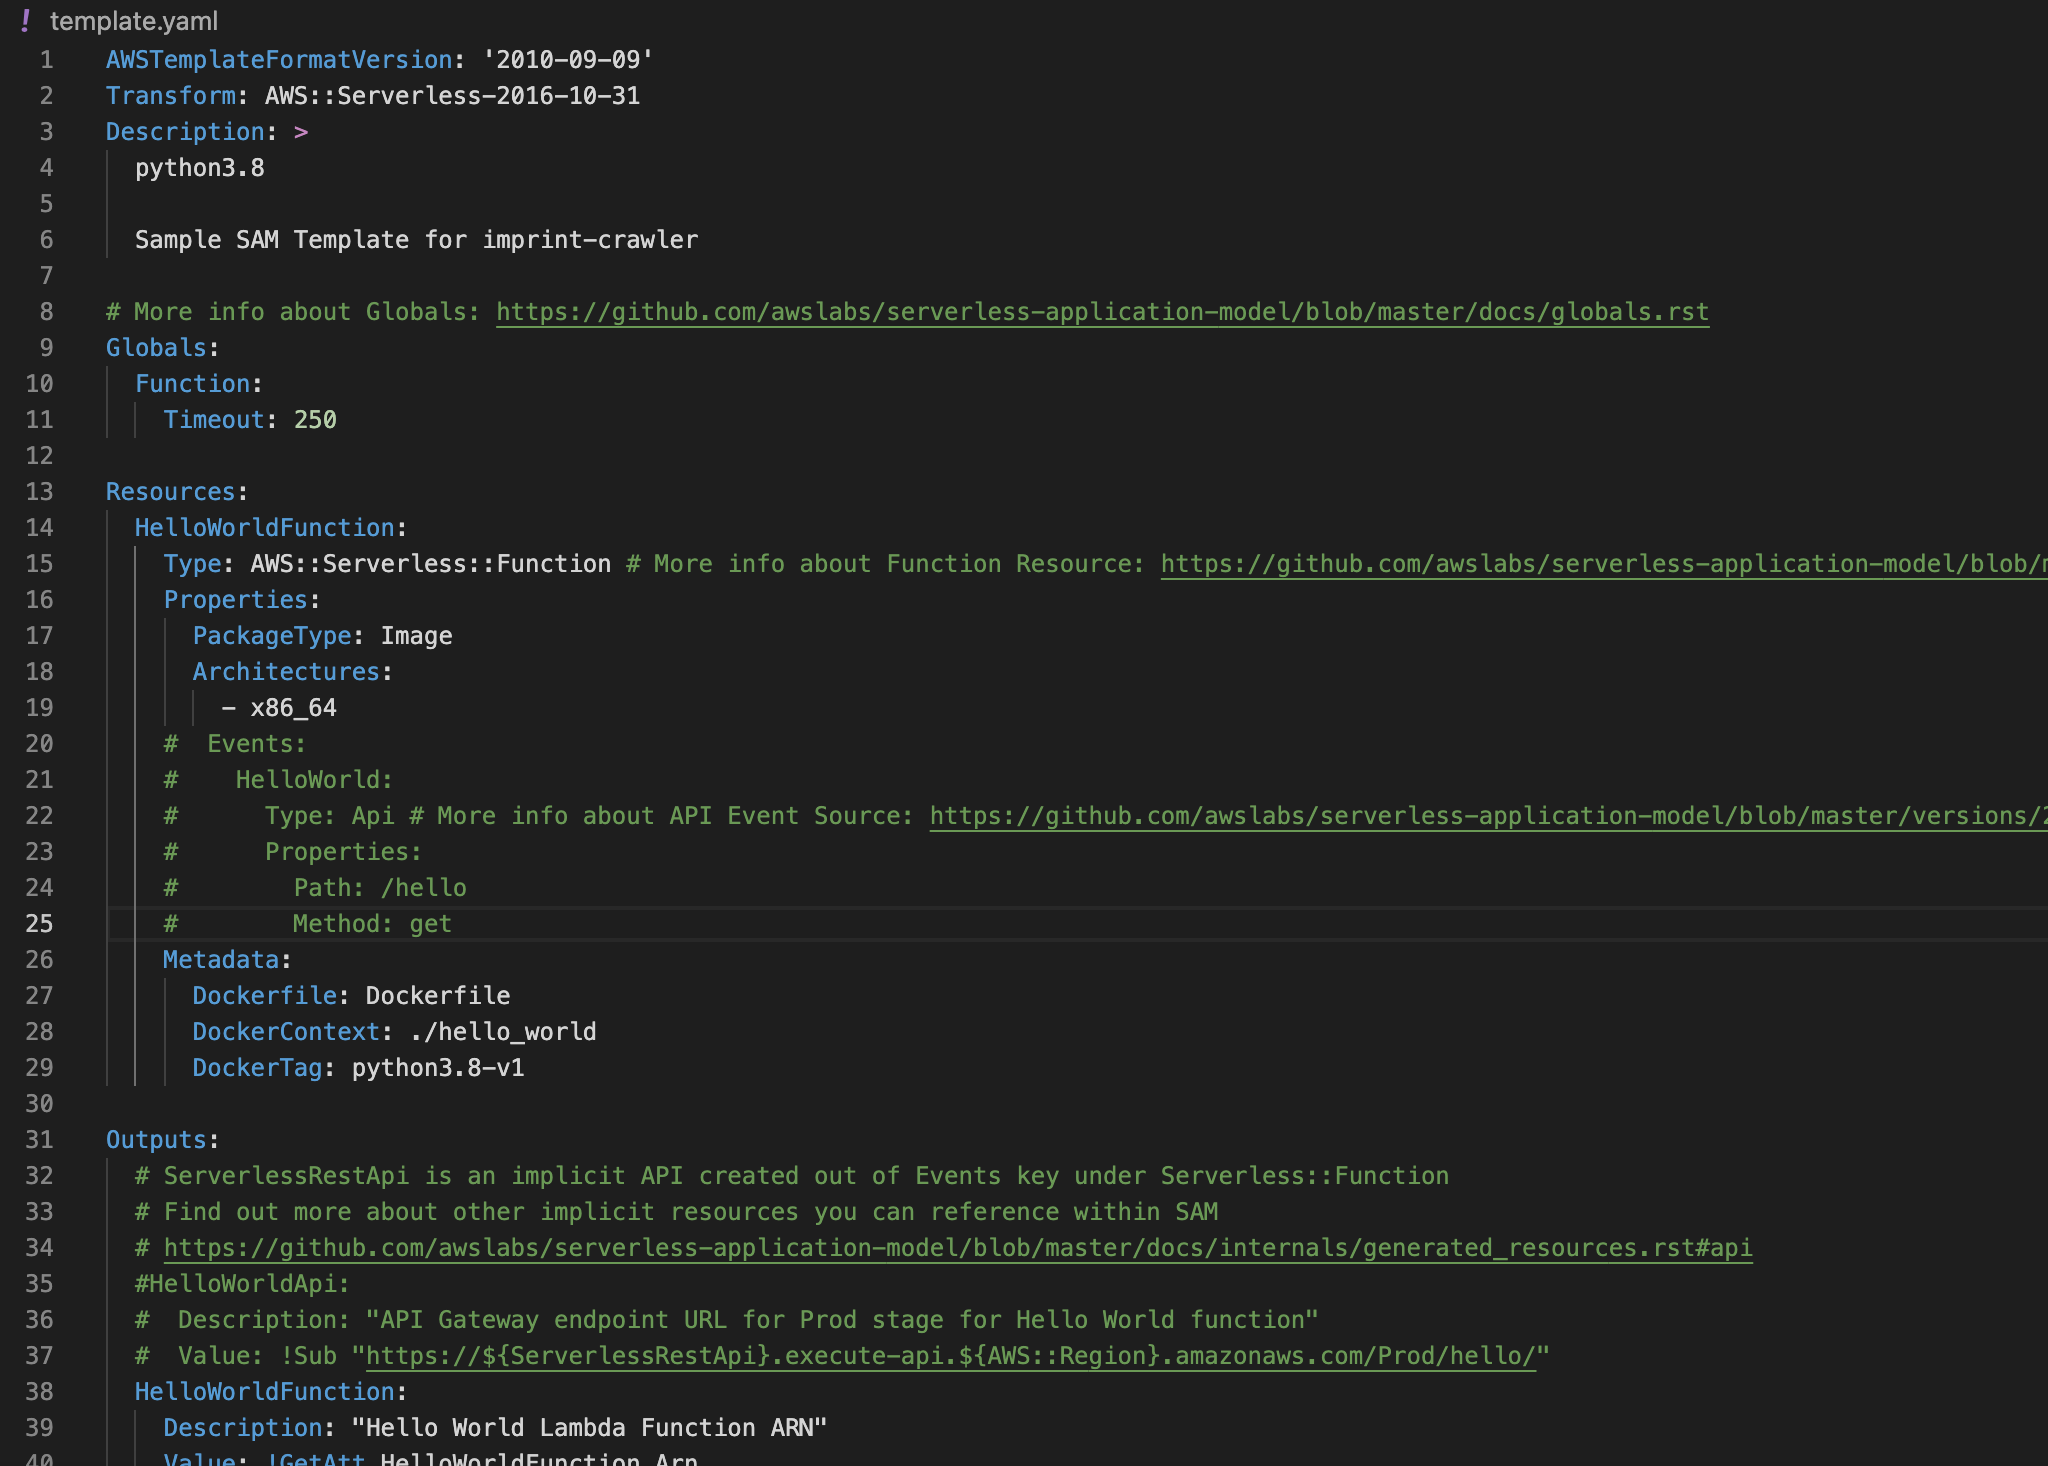 ! template.yaml
1 AWSTemplateFormatVersion: '2010-09-09'
2 Transform: AWS::Serverless-2016-10-31
3 Description: >
4 python3.8
5
6 Sample SAM Template for imprint-crawler
7
8 # More info about Globals: https://github.com/awslabs/serverless-application-model/blob/master/docs/globals.rst
9 Globals:
10 Function:
11 Timeout: 250
12
13 Resources:
14 HelloWorldFunction:
15 Type: AWS::Serverless::Function # More info about Function Resource: https://github.com/awslabs/serverless-application-model/blob/m
16 Properties:
17 PackageType: Image
18 Architectures:
19 - x86_64
20 # Events:
21 # HelloWorld:
22 # Type: Api # More info about API Event Source: https://github.com/awslabs/serverless-application-model/blob/master/versions/2
23 # Properties:
24 # Path: /hello
25 # Method: get
26 Metadata:
27 Dockerfile: Dockerfile
28 DockerContext: ./hello_world
29 DockerTag: python3.8-v1
30
31 Outputs:
32 # ServerlessRestApi is an implicit API created out of Events key under Serverless::Function
33 # Find out more about other implicit resources you can reference within SAM
34 # https://github.com/awslabs/serverless-application-model/blob/master/docs/internals/generated_resources.rst#api
35 #HelloWorldApi:
36 # Description: "API Gateway endpoint URL for Prod stage for Hello World function"
37 # Value: !Sub "https://${ServerlessRestApi}.execute-api.${AWS::Region}.amazonaws.com/Prod/hello/"
38 HelloWorldFunction:
39 Description: "Hello World Lambda Function ARN"
40 Value: !GetAtt HelloWorldFunction.Arn